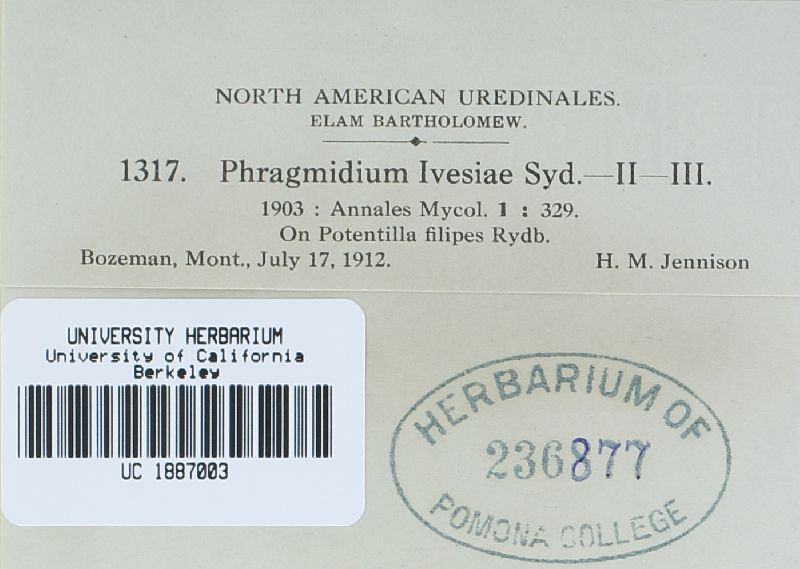 NORTH AMERICAN UREDINALES.
ELAM BARTHOLOMEW.
1317. Phragmidium Ivesiae Syd.—II—III.
1903 : Annales Mycol. 1 : 329.
On Potentilla filipes Rydb.
Bozeman, Mont., July 17, 1912. H. M. Jennison
UNIVERSITY HERBARIUM
University of California
Berkeley
UC 1887003
HERBARIUM OF
236877
POMONA COLLEGE